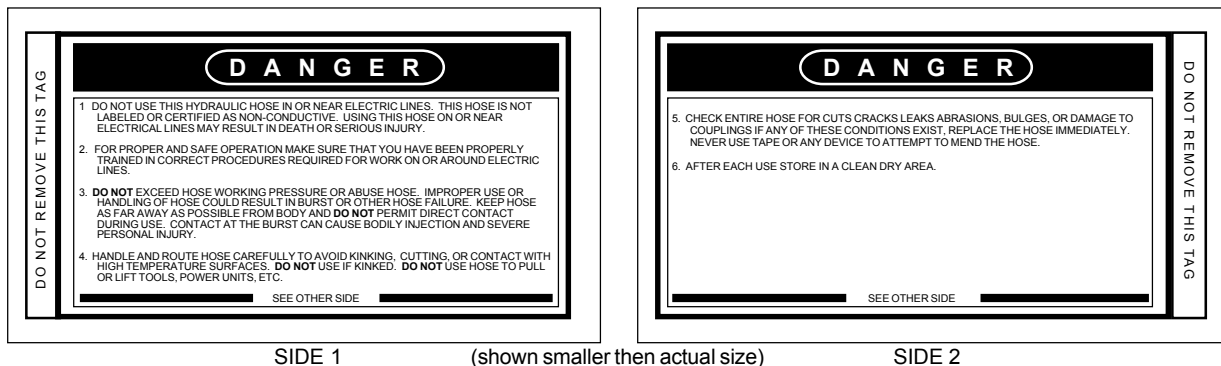 DO NOT REMOVE THIS TAG
DANGER
1 DO NOT USE THIS HYDRAULIC HOSE IN OR NEAR ELECTRIC LINES. THIS HOSE IS NOT
LABELED OR CERTIFIED AS NON-CONDUCTIVE. USING THIS HOSE ON OR NEAR
ELECTRICAL LINES MAY RESULT IN DEATH OR SERIOUS INJURY.
2. FOR PROPER AND SAFE OPERATION MAKE SURE THAT YOU HAVE BEEN PROPERLY
TRAINED IN CORRECT PROCEDURES REQUIRED FOR WORK ON OR AROUND ELECTRIC
LINES.
3. DO NOT EXCEED HOSE WORKING PRESSURE OR ABUSE HOSE. IMPROPER USE OR
HANDLING OF HOSE COULD RESULT IN BURST OR OTHER HOSE FAILURE. KEEP HOSE
AS FAR AWAY AS POSSIBLE FROM BODY AND DO NOT PERMIT DIRECT CONTACT
DURING USE. CONTACT AT THE BURST CAN CAUSE BODILY INJECTION AND SEVERE
PERSONAL INJURY.
4. HANDLE AND ROUTE HOSE CAREFULLY TO AVOID KINKING, CUTTING, OR CONTACT WITH
HIGH TEMPERATURE SURFACES. DO NOT USE IF KINKED. DO NOT USE HOSE TO PULL
OR LIFT TOOLS, POWER UNITS, ETC.
SEE OTHER SIDE
DANGER
5. CHECK ENTIRE HOSE FOR CUTS CRACKS LEAKS ABRASIONS, BULGES, OR DAMAGE TO
COUPLINGS IF ANY OF THESE CONDITIONS EXIST, REPLACE THE HOSE IMMEDIATELY.
NEVER USE TAPE OR ANY DEVICE TO ATTEMPT TO MEND THE HOSE.
6. AFTER EACH USE STORE IN A CLEAN DRY AREA.
SEE OTHER SIDE
DO NOT REMOVE THIS TAG
SIDE 1 (shown smaller then actual size) SIDE 2